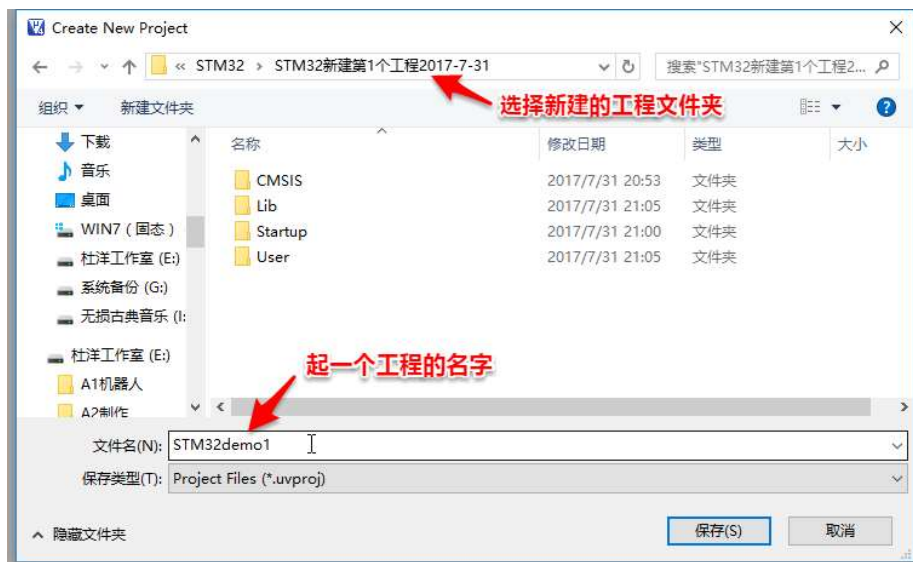 Create New Project
« STM32 › STM32新建第1个工程2017-7-31
搜索"STM32新建第1个工程2...
选择新建的工程文件夹
组织 新建文件夹
名称 修改日期 类型 大小
下载
音乐
桌面
WIN7 ( 固态 )
杜洋工作室 (E:)
系统备份 (G:)
无损古典音乐 (I:
杜洋工作室 (E:)
A1机器人
A2制作
CMSIS 2017/7/31 20:53 文件夹
Lib 2017/7/31 21:05 文件夹
Startup 2017/7/31 21:00 文件夹
User 2017/7/31 21:05 文件夹
起一个工程的名字
文件名(N): STM32demo1
保存类型(T): Project Files (*.uvproj)
隐藏文件夹
保存(S) 取消